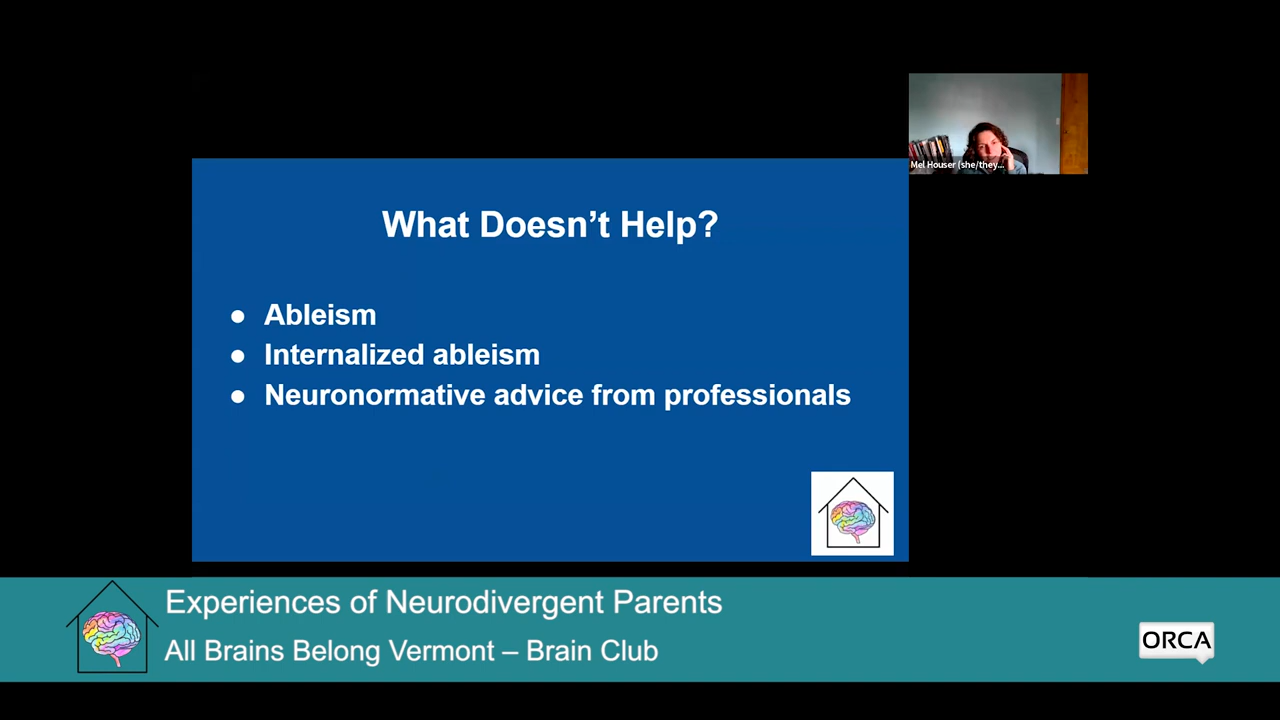 Mel Houser (she/they...
What Doesn’t Help?
● Ableism
● Internalized ableism
● Neuronormative advice from professionals
Experiences of Neurodivergent Parents
All Brains Belong Vermont – Brain Club
ORCA